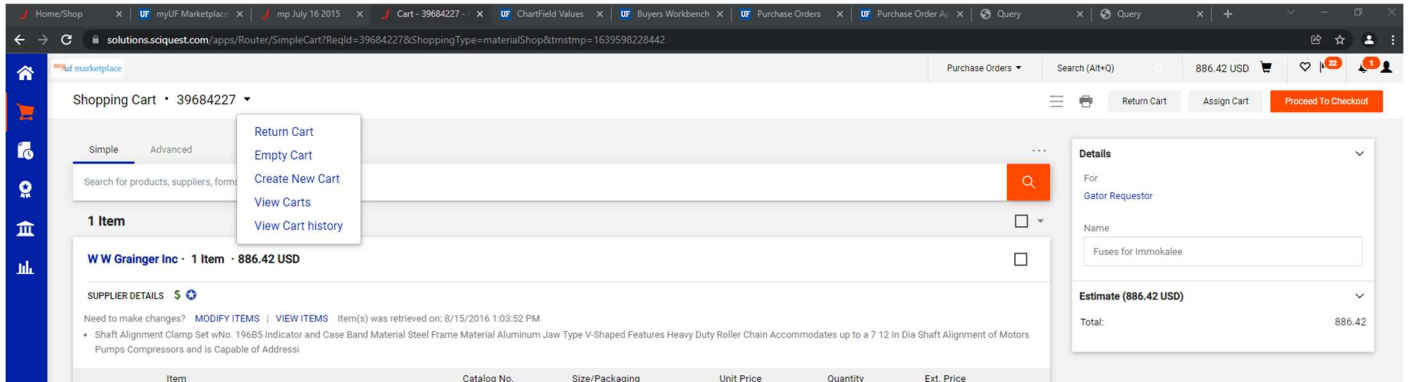 Home/Shop
myUF Marketplace
mp July 16 2015
Cart - 39684227 -
ChartField Values
Buyers Workbench
Purchase Orders
Purchase Order Ap
Query
Query
solutions.sciquest.com/apps/Router/SimpleCart?ReqId=39684227&ShoppingType=materialShop&tmstmp=1639598228442
myuf marketplace
Purchase Orders
Search (Alt+Q)
886.42 USD
22
1
Shopping Cart • 39684227
Return Cart
Assign Cart
Proceed To Checkout
Return Cart
Empty Cart
Create New Cart
View Carts
View Cart history
Simple
Advanced
...
Search for products, suppliers, forms
1 Item
W W Grainger Inc · 1 Item · 886.42 USD
SUPPLIER DETAILS $
Need to make changes? MODIFY ITEMS | VIEW ITEMS Item(s) was retrieved on: 8/15/2016 1:03:52 PM
• Shaft Alignment Clamp Set wNo. 196B5 Indicator and Case Band Material Steel Frame Material Aluminum Jaw Type V-Shaped Features Heavy Duty Roller Chain Accommodates up to a 7 12 In Dia Shaft Alignment of Motors
Pumps Compressors and is Capable of Addressi
Item Catalog No. Size/Packaging Unit Price Quantity Ext. Price
Details
For
Gator Requestor
Name
Fuses for Immokalee
Estimate (886.42 USD)
Total: 886.42